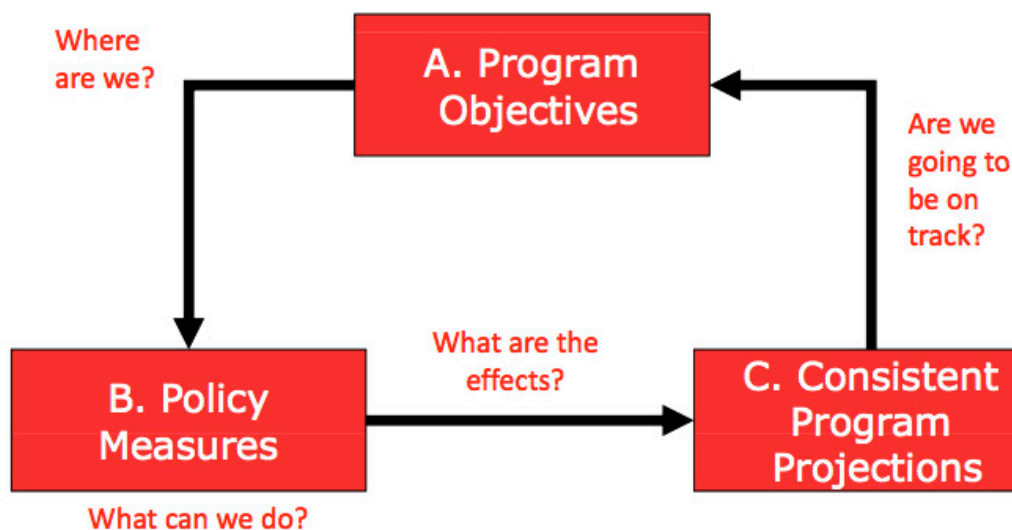 Where
are we?
A. Program
Objectives
Are we
going to
be on
track?
What are the
effects?
B. Policy
Measures
C. Consistent
Program
Projections
What can we do?